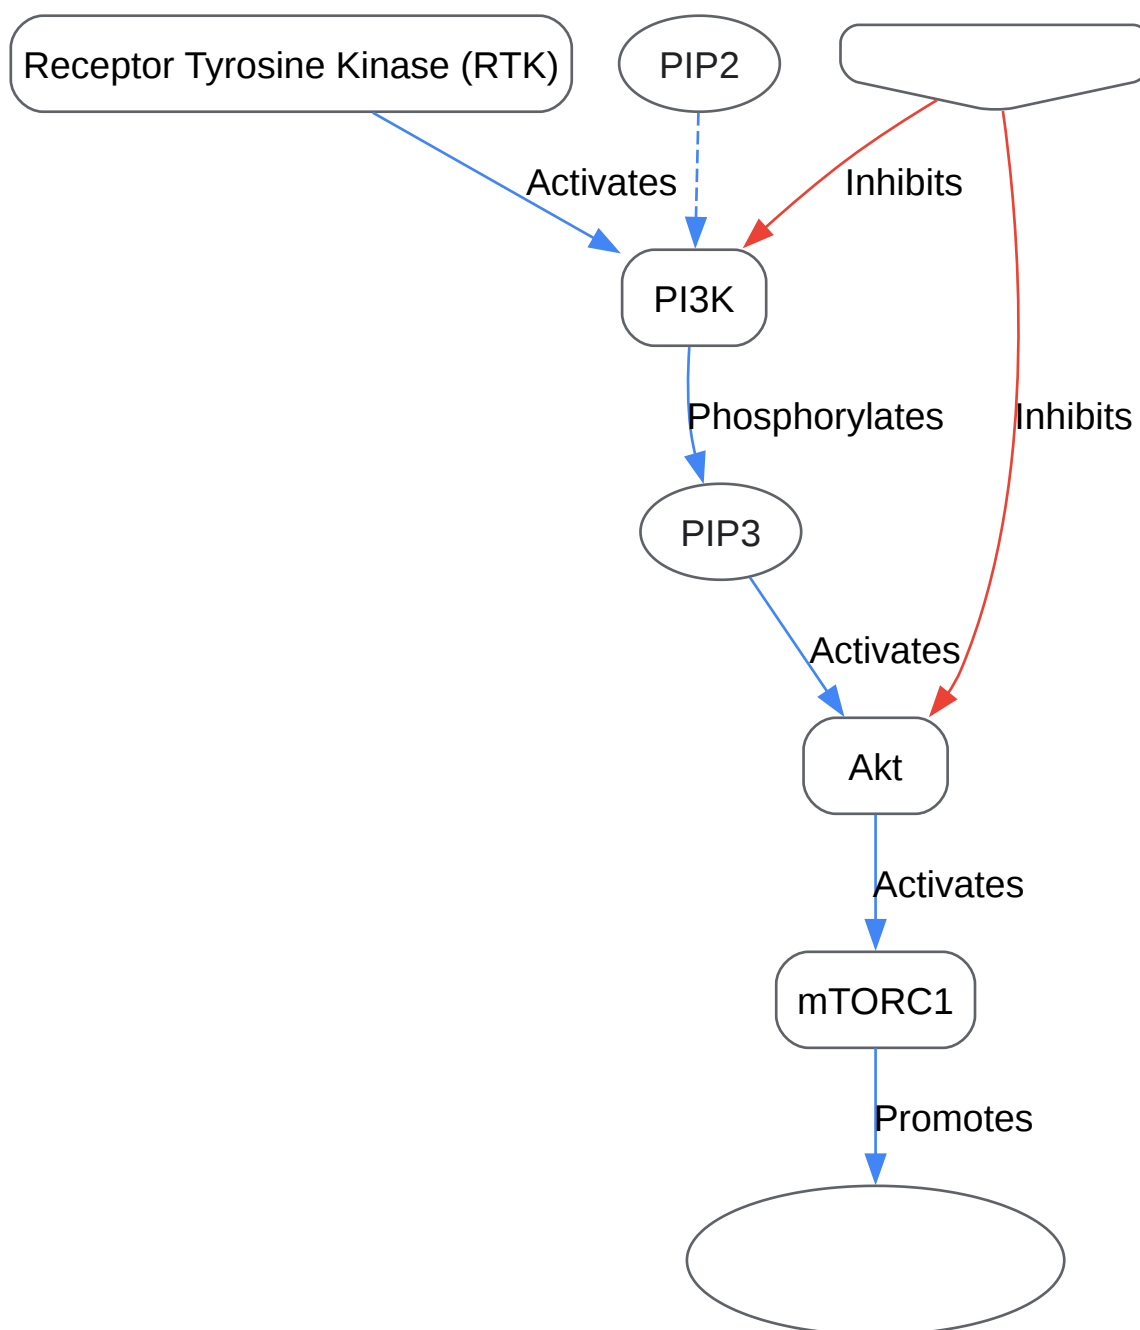 Receptor Tyrosine Kinase (RTK)
PIP2
Activates
Inhibits
PI3K
Phosphorylates
Inhibits
PIP3
Activates
Akt
Activates
mTORC1
Promotes